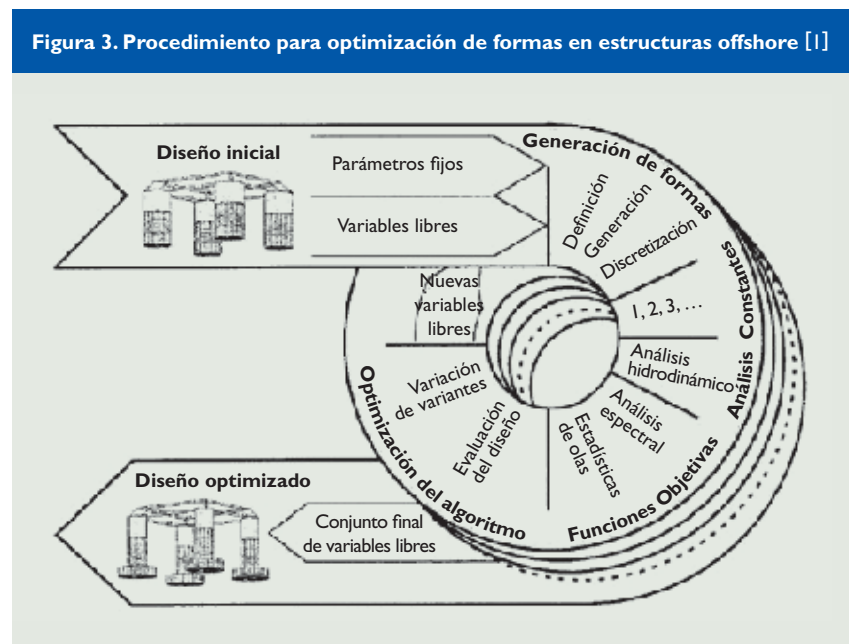 Figura 3. Procedimiento para optimización de formas en estructuras offshore [1]
Diseño inicial
Parámetros fijos
Variables libres
Generación de formas
Definición
Generación
Discretización
Constantes
1, 2, 3, ...
Análisis
Análisis
hidrodinámico
Análisis
espectral
Estadísticas
de olas
Funciones Objetivas
Optimización del algoritmo
Evaluación
del diseño
Variación
de variantes
Nuevas
variables
libres
Diseño optimizado
Conjunto final
de variables libres